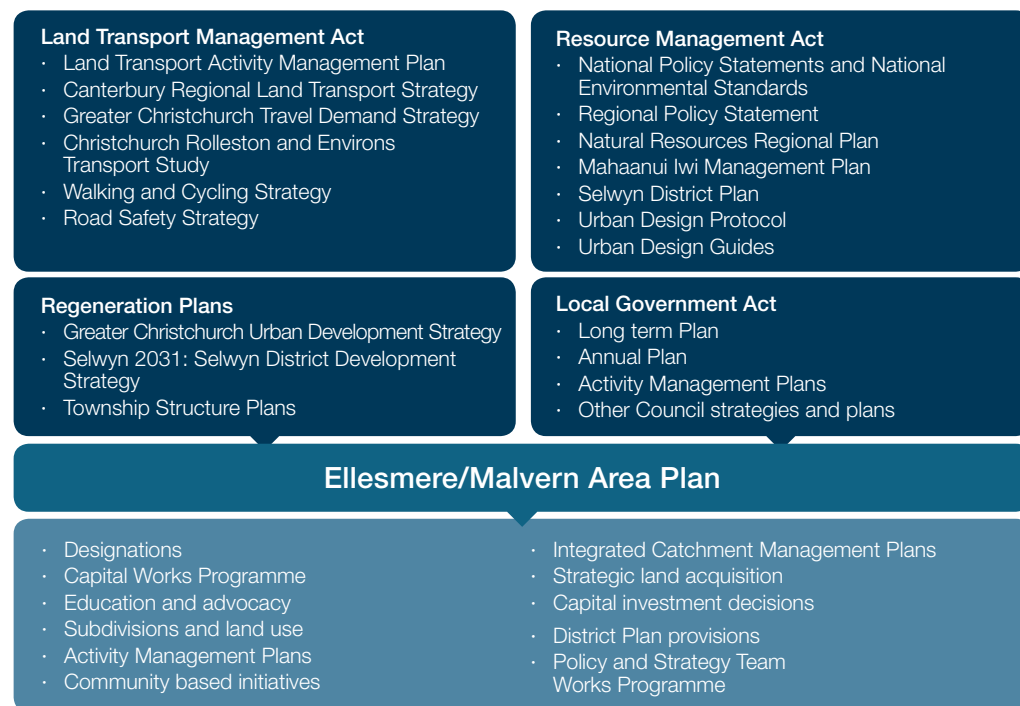 Land Transport Management Act
· Land Transport Activity Management Plan
· Canterbury Regional Land Transport Strategy
· Greater Christchurch Travel Demand Strategy
· Christchurch Rolleston and Environs
Transport Study
· Walking and Cycling Strategy
· Road Safety Strategy
Resource Management Act
· National Policy Statements and National
Environmental Standards
· Regional Policy Statement
· Natural Resources Regional Plan
· Mahaanui Iwi Management Plan
· Selwyn District Plan
· Urban Design Protocol
· Urban Design Guides
Regeneration Plans
· Greater Christchurch Urban Development Strategy
· Selwyn 2031: Selwyn District Development
Strategy
· Township Structure Plans
Local Government Act
· Long term Plan
· Annual Plan
· Activity Management Plans
· Other Council strategies and plans
Ellesmere/Malvern Area Plan
· Designations
· Capital Works Programme
· Education and advocacy
· Subdivisions and land use
· Activity Management Plans
· Community based initiatives
· Integrated Catchment Management Plans
· Strategic land acquisition
· Capital investment decisions
· District Plan provisions
· Policy and Strategy Team
Works Programme